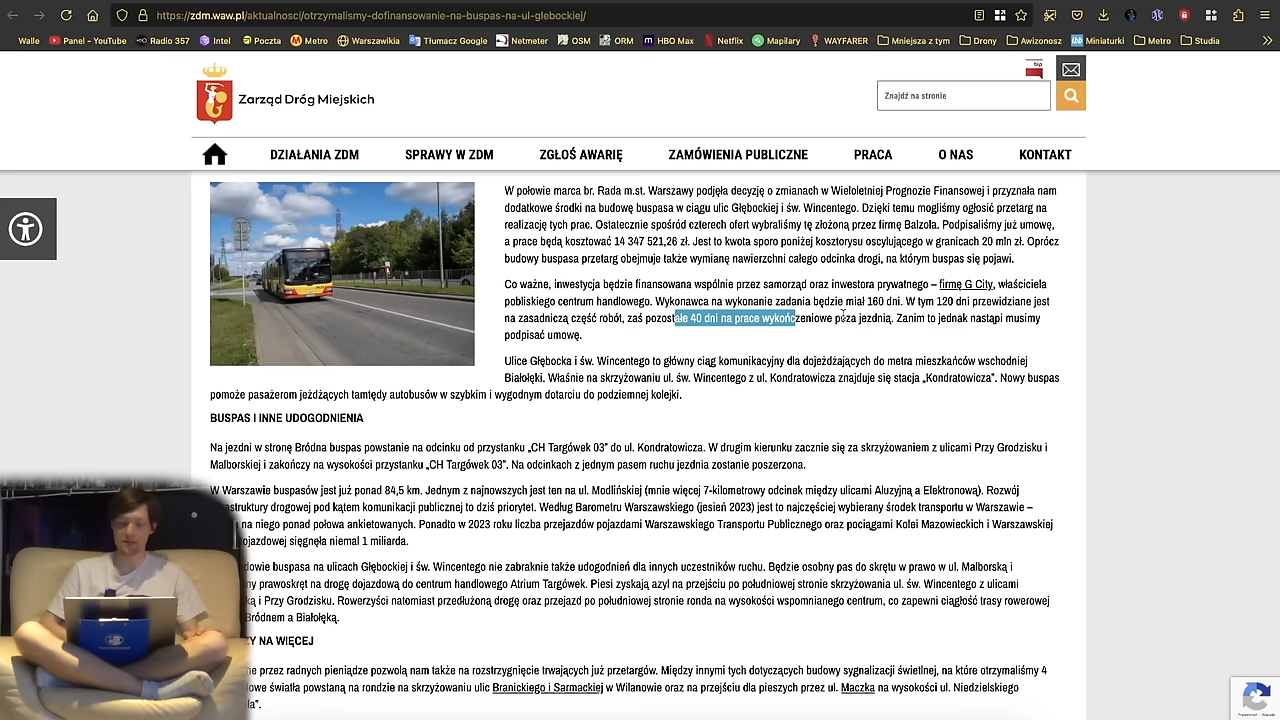 https://zdm.waw.pl/aktualnosci/otrzymalismy-dofinansowanie-na-buspas-na-ul-glebockiej/
Walle Panel - YouTube Radio 357 Intel Poczta Metro Warszawikia Tłumacz Google Netmeter OSM ORM HBO Max Netflix Mapilary WAYFARER Mniejsza z tym Drony Awizonosz Miniaturki Metro Studia
bip
Zarząd Dróg Miejskich
Znajdź na stronie
DZIAŁANIA ZDM SPRAWY W ZDM ZGŁOŚ AWARIĘ ZAMÓWIENIA PUBLICZNE PRACA O NAS KONTAKT
W połowie marca br. Rada m.st. Warszawy podjęła decyzję o zmianach w Wieloletniej Prognozie Finansowej i przyznała nam
dodatkowe środki na budowę buspasa w ciągu ulic Głębockiej i św. Wincentego. Dzięki temu mogliśmy ogłosić przetarg na
realizację tych prac. Ostatecznie spośród czterech ofert wybraliśmy tę złożoną przez firmę Balzola. Podpisaliśmy już umowę,
a prace będą kosztować 14 347 521,26 zł. Jest to kwota sporo poniżej kosztorysu oscylującego w granicach 20 mln zł. Oprócz
budowy buspasa przetarg obejmuje także wymianę nawierzchni całego odcinka drogi, na którym buspas się pojawi.
Co ważne, inwestycja będzie finansowana wspólnie przez samorząd oraz inwestora prywatnego – firmę G City, właściciela
pobliskiego centrum handlowego. Wykonawca na wykonanie zadania będzie miał 160 dni. W tym 120 dni przewidziane jest
na zasadniczą część robót, zaś pozostałe 40 dni na prace wykończeniowe poza jezdnią. Zanim to jednak nastąpi musimy
podpisać umowę.
Ulice Głębocka i św. Wincentego to główny ciąg komunikacyjny dla dojeżdżających do metra mieszkańców wschodniej
Białołęki. Właśnie na skrzyżowaniu ul. św. Wincentego z ul. Kondratowicza znajduje się stacja „Kondratowicza”. Nowy buspas
pomoże pasażerom jeżdżących tamtędy autobusów w szybkim i wygodnym dotarciu do podziemnej kolejki.
BUSPAS I INNE UDOGODNIENIA
Na jezdni w stronę Bródna buspas powstanie na odcinku od przystanku „CH Targówek 03” do ul. Kondratowicza. W drugim kierunku zacznie się za skrzyżowaniem z ulicami Przy Grodzisku i
Malborskiej i zakończy na wysokości przystanku „CH Targówek 03”. Na odcinkach z jednym pasem ruchu jezdnia zostanie poszerzona.
W Warszawie buspasów jest już ponad 84,5 km. Jednym z najnowszych jest ten na ul. Modlińskiej (mnie więcej 7-kilometrowy odcinek między ulicami Aluzyjną a Elektronową). Rozwój
astruktury drogowej pod kątem komunikacji publicznej to dziś priorytet. Według Barometru Warszawskiego (jesień 2023) jest to najczęściej wybierany środek transportu w Warszawie –
na niego ponad połowa ankietowanych. Ponadto w 2023 roku liczba przejazdów pojazdami Warszawskiego Transportu Publicznego oraz pociągami Kolei Mazowieckich i Warszawskiej
ojazdowej sięgnęła niemal 1 miliarda.
dowie buspasa na ulicach Głębockiej i św. Wincentego nie zabraknie także udogodnień dla innych uczestników ruchu. Będzie osobny pas do skrętu w prawo w ul. Malborską i
ny prawoskręt na drogę dojazdową do centrum handlowego Atrium Targówek. Piesi zyskają azyl na przejściu po południowej stronie skrzyżowania ul. św. Wincentego z ulicami
ką i Przy Grodzisku. Rowerzyści natomiast przedłużoną drogę oraz przejazd po południowej stronie ronda na wysokości wspomnianego centrum, co zapewni ciągłość trasy rowerowej
Bródnem a Białołęką.
ZY NA WIĘCEJ
ne przez radnych pieniądze pozwolą nam także na rozstrzygnięcie trwających już przetargów. Między innymi tych dotyczących budowy sygnalizacji świetlnej, na które otrzymaliśmy 4
owe światła powstaną na rondzie na skrzyżowaniu ulic Branickiego i Sarmackiej w Wilanowie oraz na przejściu dla pieszych przez ul. Maczka na wysokości ul. Niedzielskiego
la”.